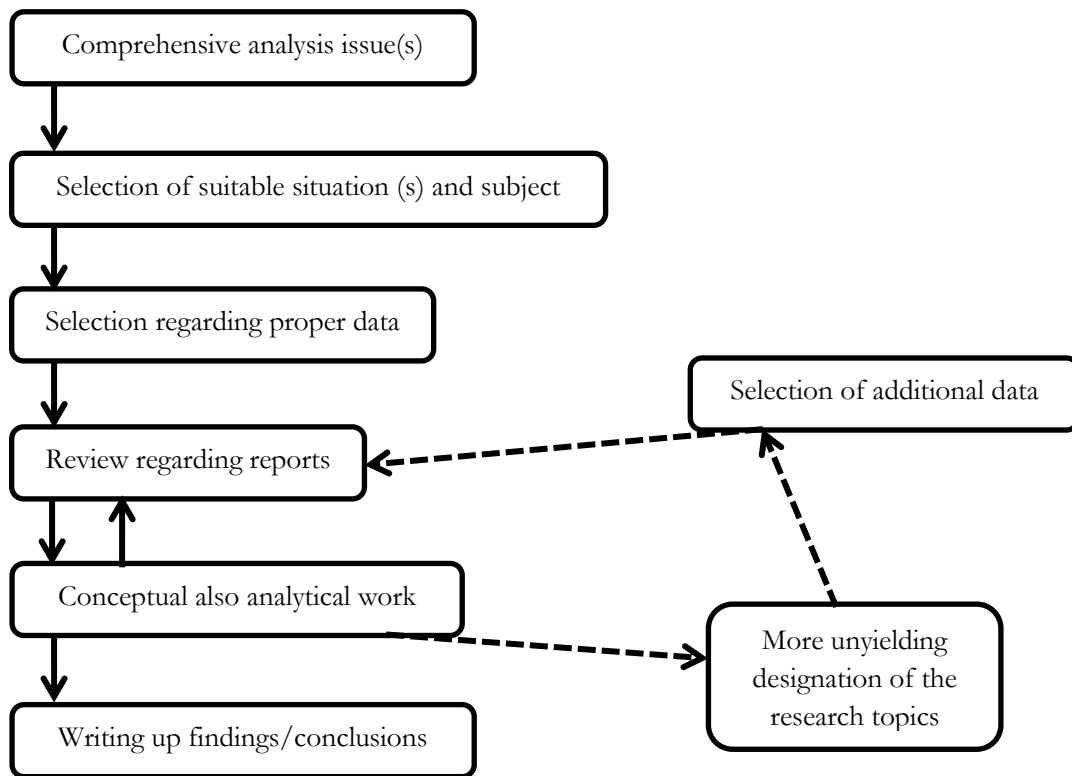 Comprehensive analysis issue(s)
Selection of suitable situation (s) and subject
Selection regarding proper data
Selection of additional data
Review regarding reports
Conceptual also analytical work
More unyielding
designation of the
research topics
Writing up findings/conclusions